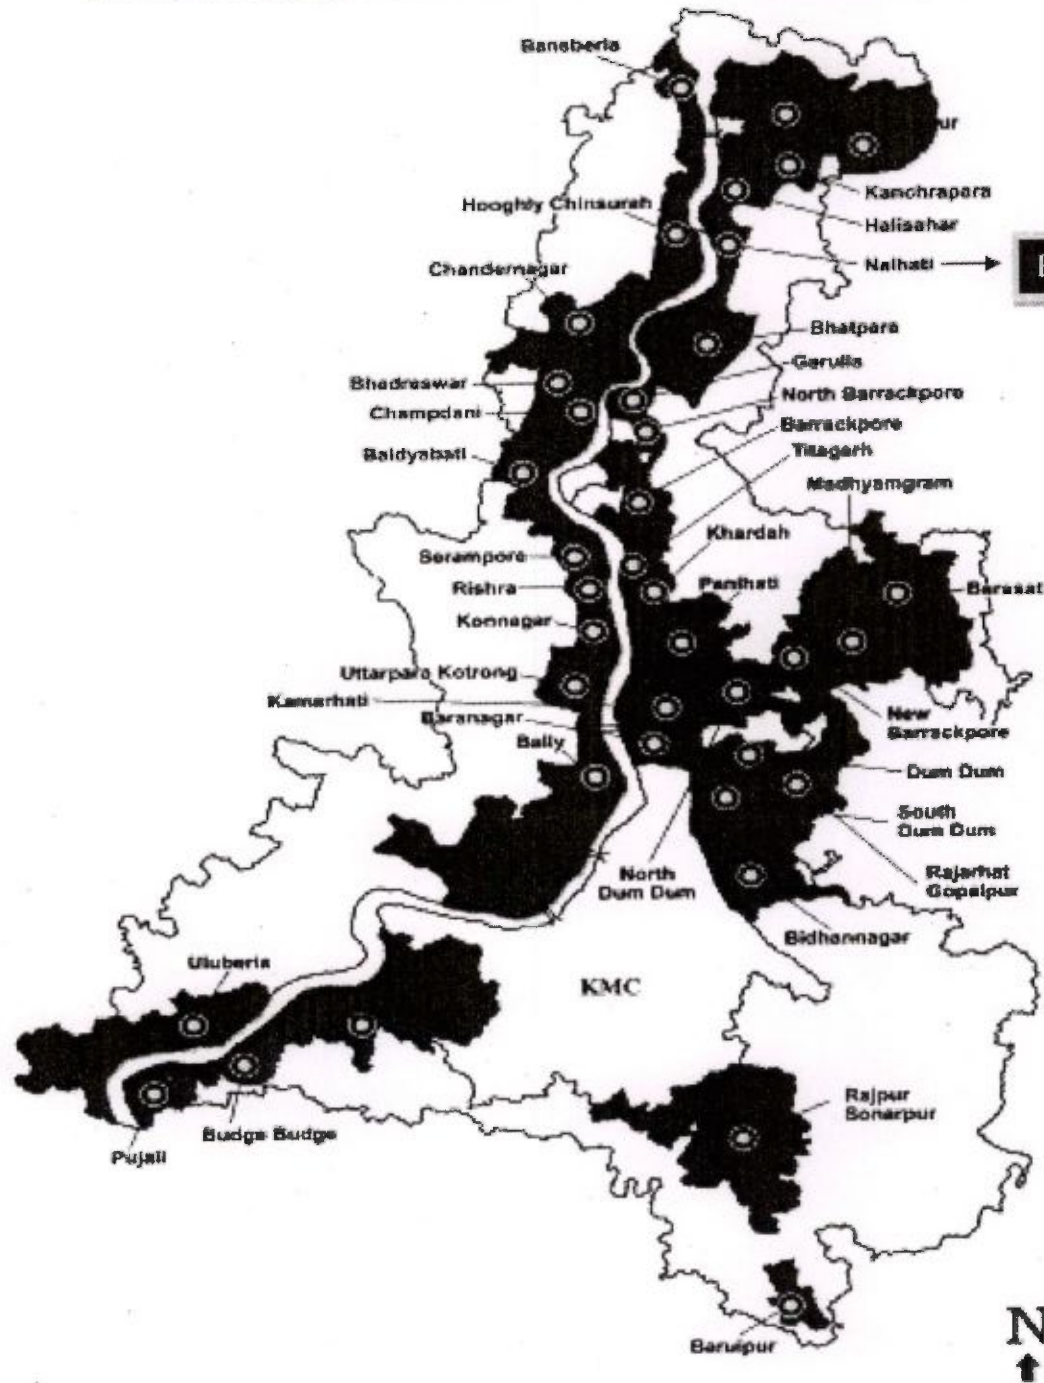 Bansberia
ur
Kanchrapara
Hooghly Chinsurah
Halisahar
Naihati
Chandernagar
Bhatpara
Garulia
Bhadreswar
North Barrackpore
Champdani
Barrackpore
Titagarh
Baidyabati
Madhyamgram
Khardah
Serampore
Panihati
Rishra
Barasat
Konnagar
Uttarpara Kotrong
Kamarhati
Baranagar
New
Barrackpore
Bally
Dum Dum
South
Dum Dum
North
Dum Dum
Rajarhat
Gopalpur
Bidhannagar
Uluberia
KMC
Rajpur
Sonarpur
Budge Budge
Pujali
Baruipur
N